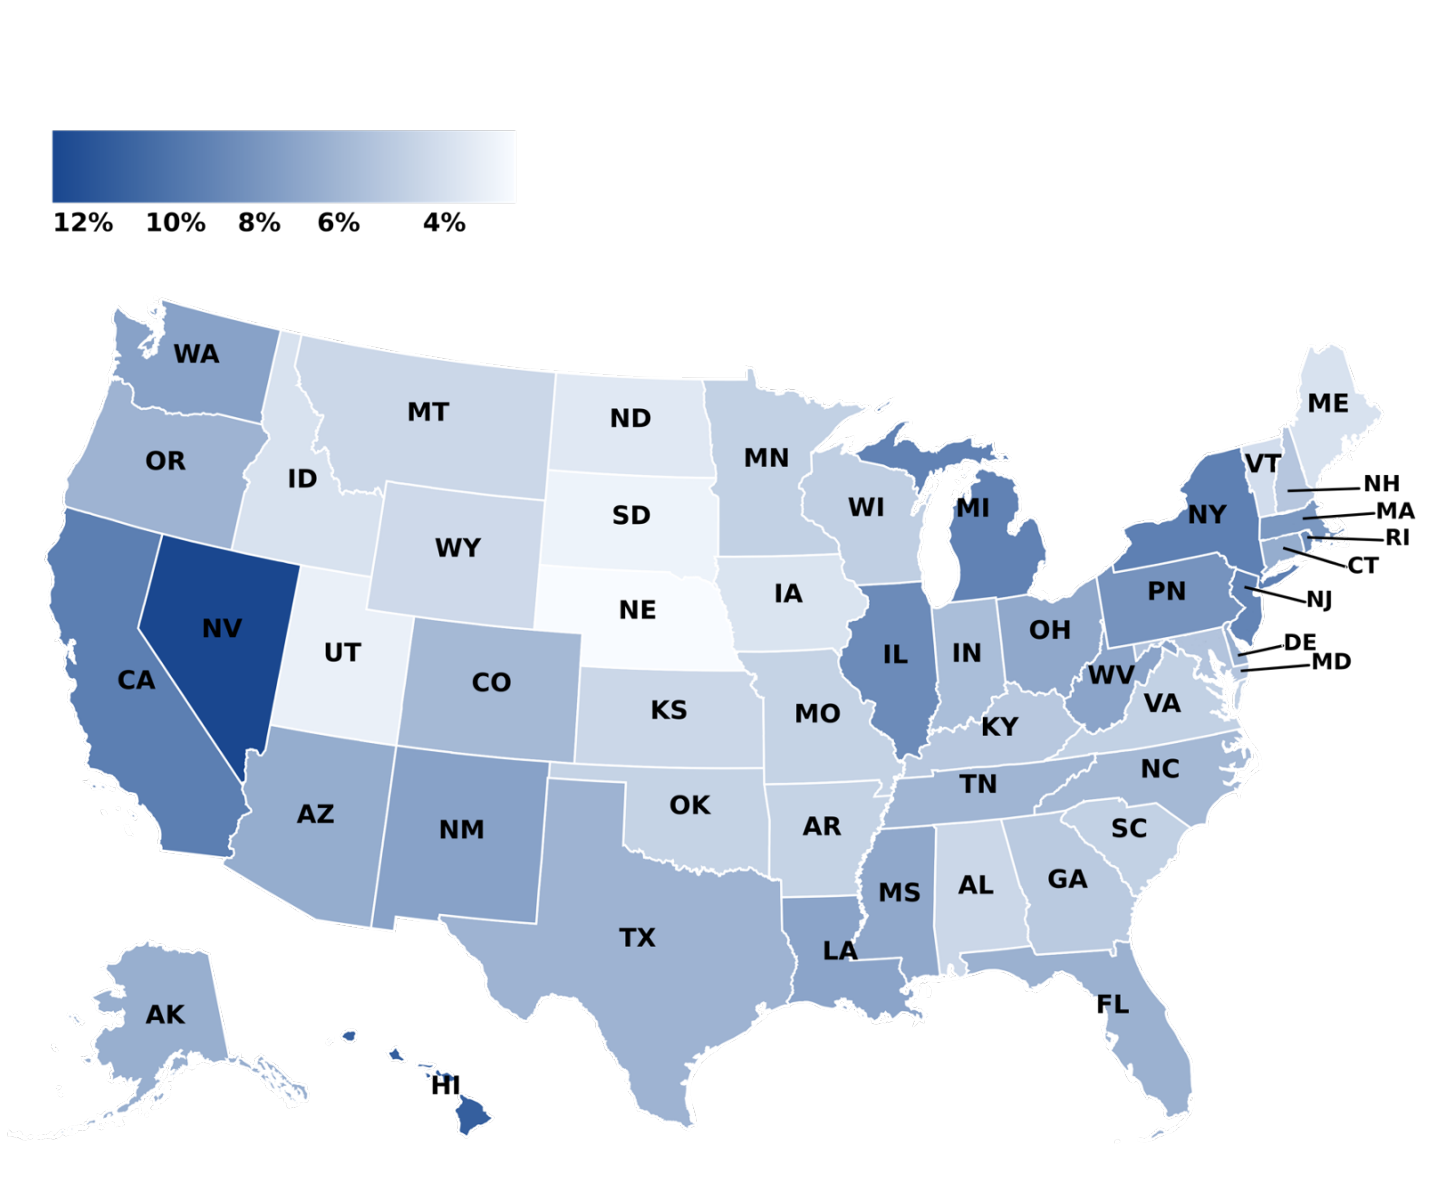 12% 10% 8% 6% 4%
WA
ME
MT
ND
MN
OR
VT
ID
NH
WI
MI
MA
SD
NY
RI
WY
CT
IA
PN
NJ
NE
NV
OH
DE
UT
IL
IN
MD
CA
CO
WV
VA
KS
MO
KY
NC
TN
OK
AZ
NM
AR
SC
GA
AL
MS
TX
LA
FL
AK
HI